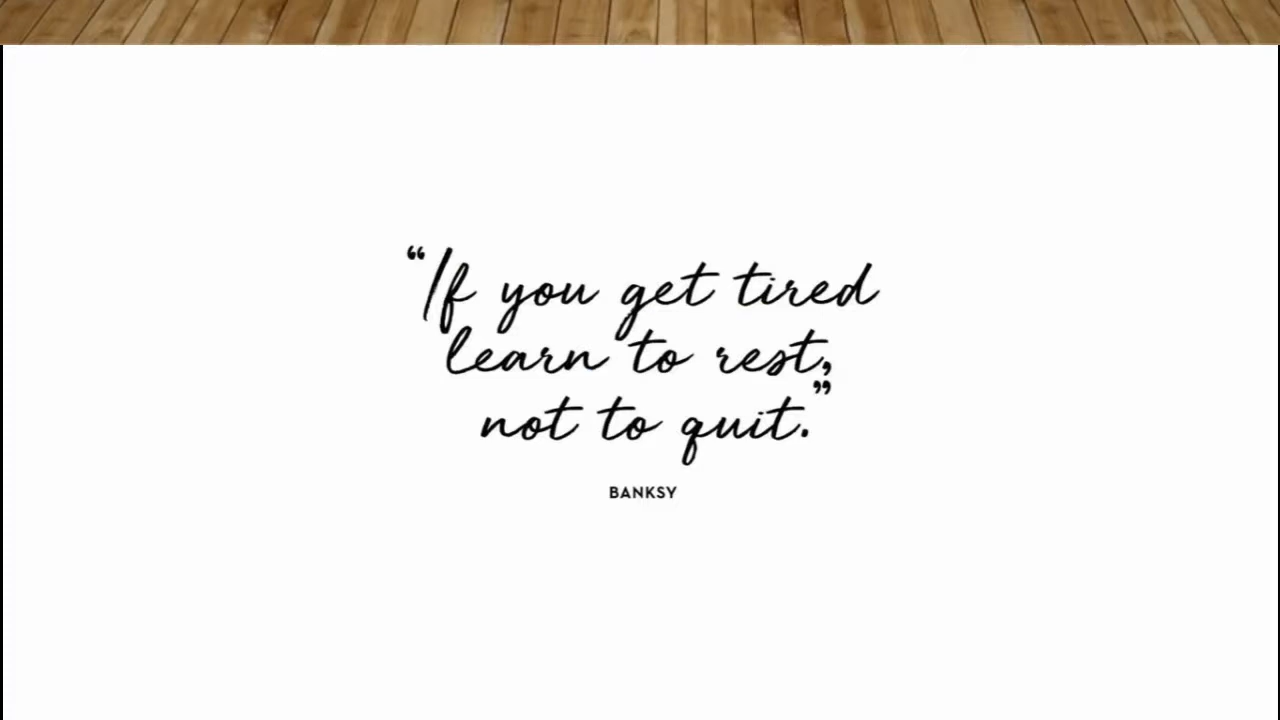 “If you get tired
learn to rest,
not to quit.”
BANKSY